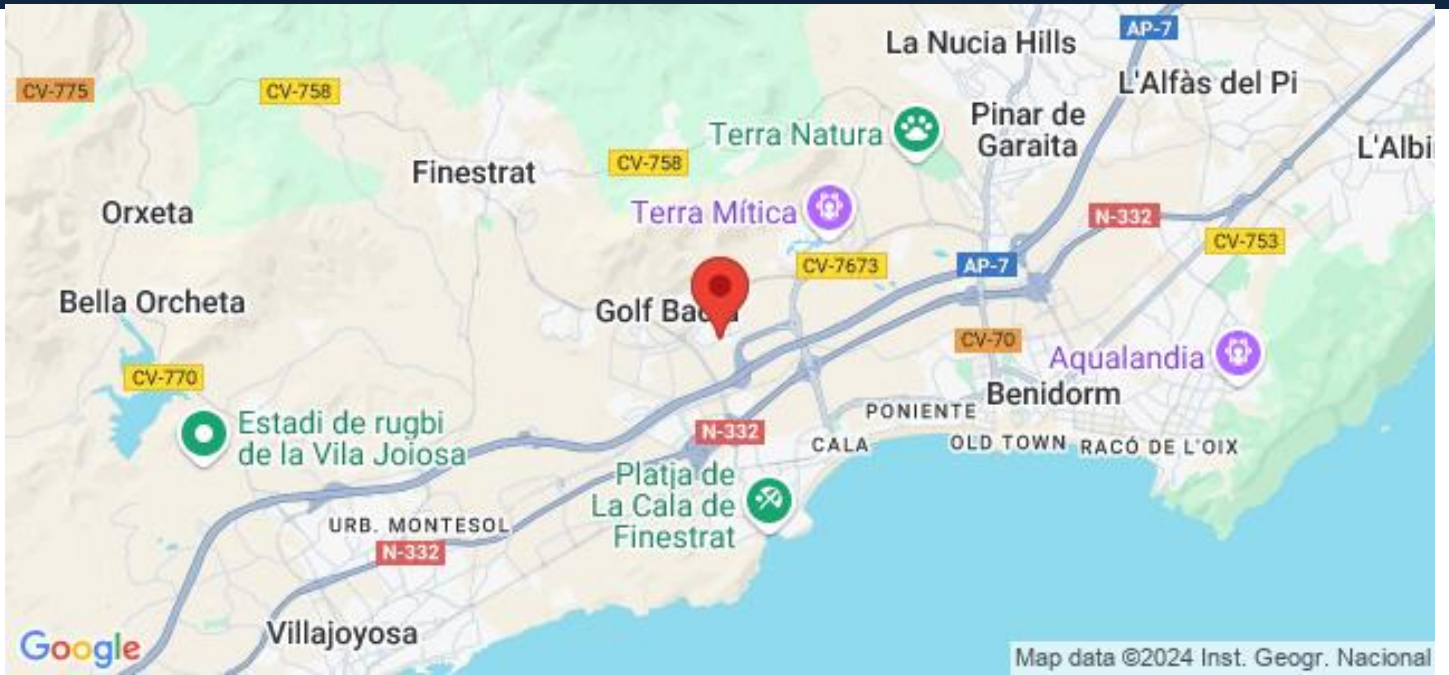 AP-7
La Nucia Hills
L'Alfàs del Pi
CV-775
CV-758
Pinar de
Garaita
Terra Natura
L'Albi
CV-758
Finestrat
Terra Mítica
Orxeta
N-332
CV-753
CV-7673
AP-7
Bella Orcheta
Golf Ba
CV-70
Aqualandia
CV-770
Benidorm
PONIENTE
Estadi de rugbi
de la Vila Joiosa
N-332
CALA
OLD TOWN
RACÓ DE L'OIX
Platja de
La Cala de
Finestrat
URB. MONTESOL
N-332
Villajoyosa
Google
Map data ©2024 Inst. Geogr. Nacional